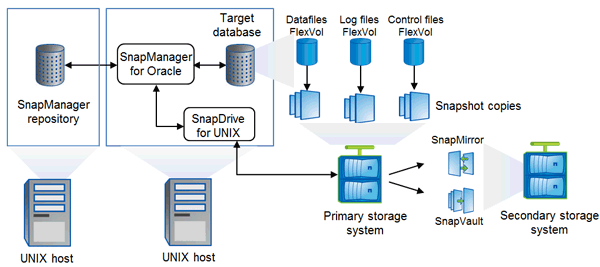 Target
database
Datafiles
FlexVol
Log files
FlexVol
Control files
FlexVol
SnapManager
for Oracle
SnapManager
repository
SnapDrive
for UNIX
Snapshot copies
SnapMirror
SnapVault
Primary storage
system
Secondary storage
system
UNIX host
UNIX host